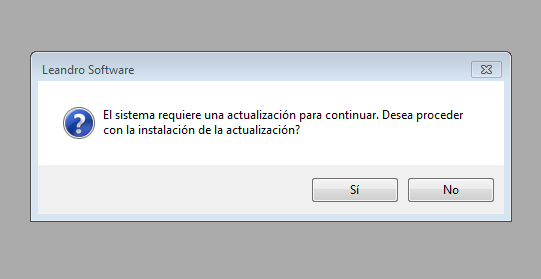 Leandro Software
El sistema requiere una actualización para continuar. Desea proceder
con la instalación de la actualización?
Sí
No